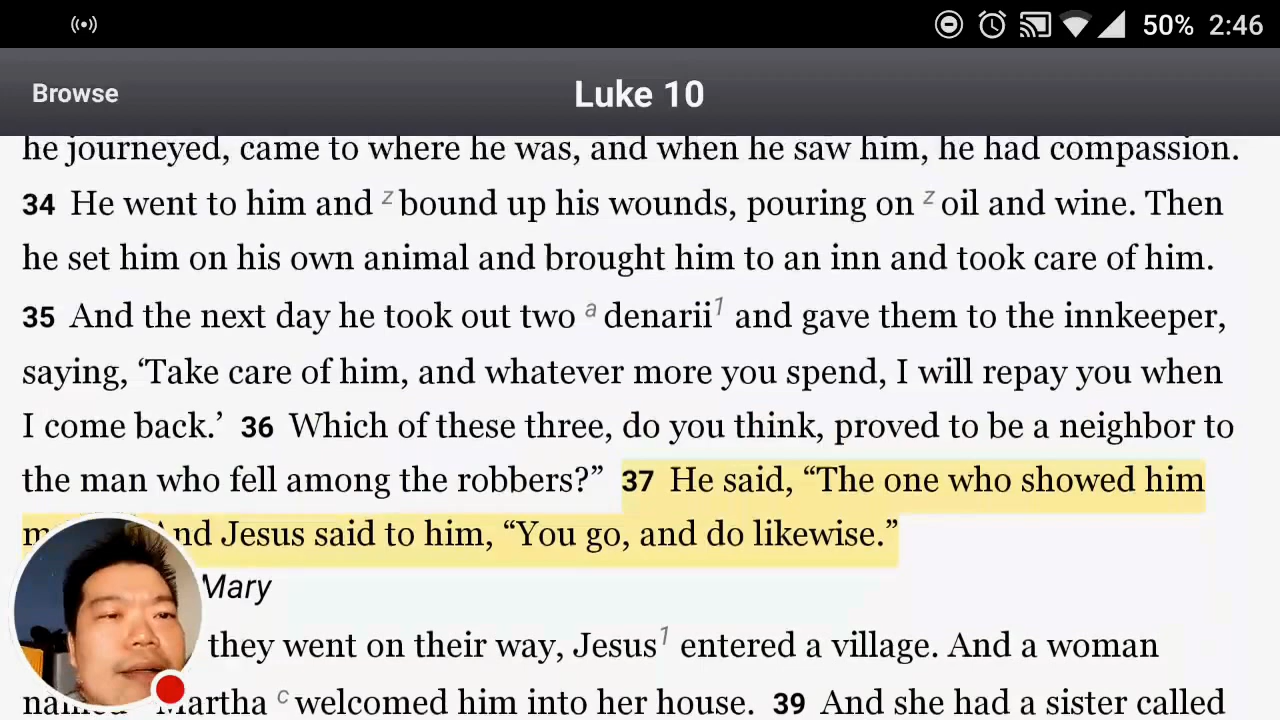 50% 2:46
Browse
Luke 10
he journeyed, came to where he was, and when he saw him, he had compassion.
34 He went to him and z bound up his wounds, pouring on z oil and wine. Then
he set him on his own animal and brought him to an inn and took care of him.
35 And the next day he took out two a denarii1 and gave them to the innkeeper,
saying, ‘Take care of him, and whatever more you spend, I will repay you when
I come back.’ 36 Which of these three, do you think, proved to be a neighbor to
the man who fell among the robbers?” 37 He said, “The one who showed him
And Jesus said to him, “You go, and do likewise.”
Mary
they went on their way, Jesus1 entered a village. And a woman
Martha c welcomed him into her house. 39 And she had a sister called